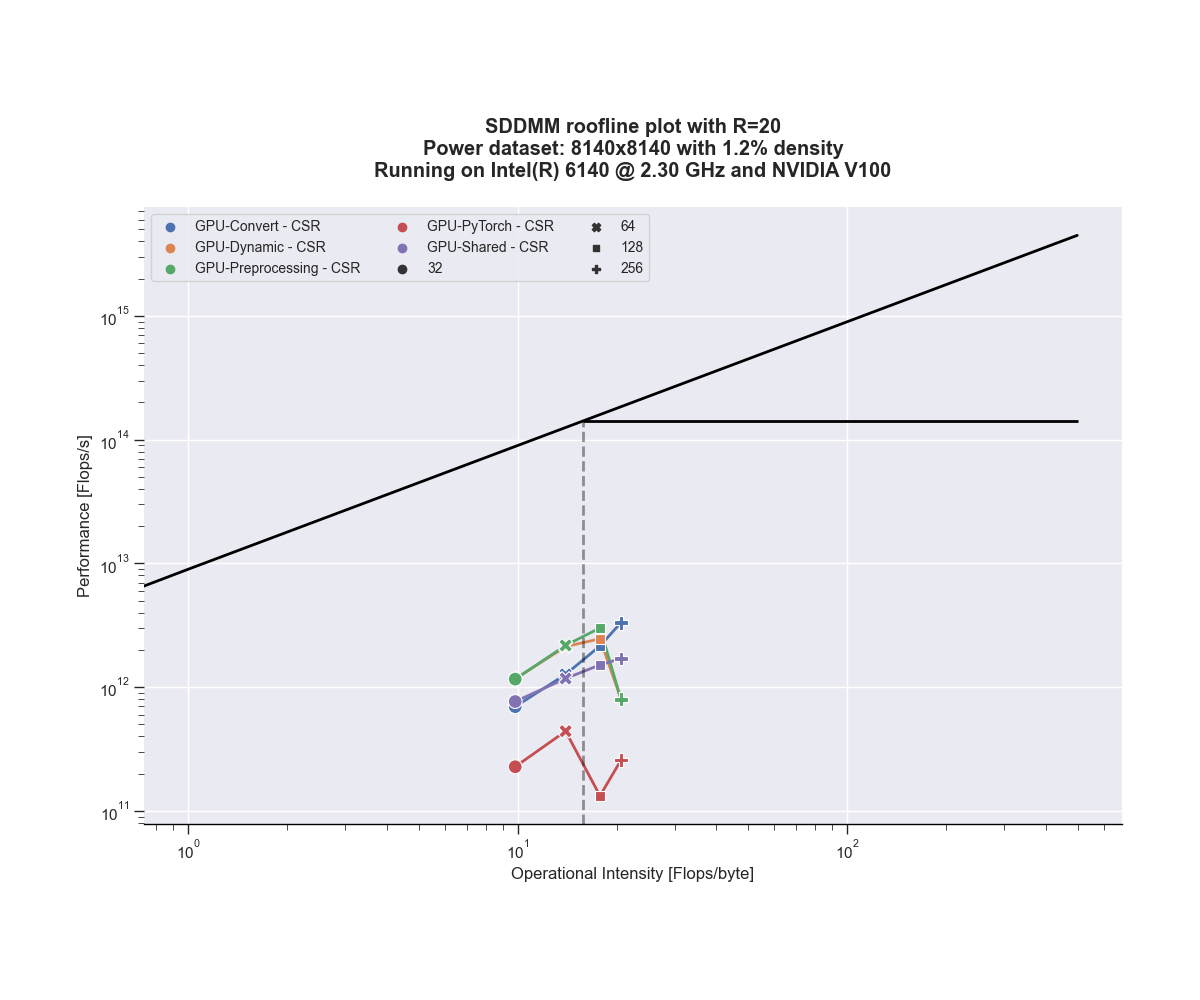 SDDMM roofline plot with R=20
Power dataset: 8140x8140 with 1.2% density
Running on Intel(R) 6140 @ 2.30 GHz and NVIDIA V100
GPU-Convert - CSR
GPU-Dynamic - CSR
GPU-Preprocessing - CSR
GPU-PyTorch - CSR
GPU-Shared - CSR
32
64
128
256
Performance [Flops/s]
10^15
10^14
10^13
10^12
10^11
10^0
10^1
10^2
Operational Intensity [Flops/byte]